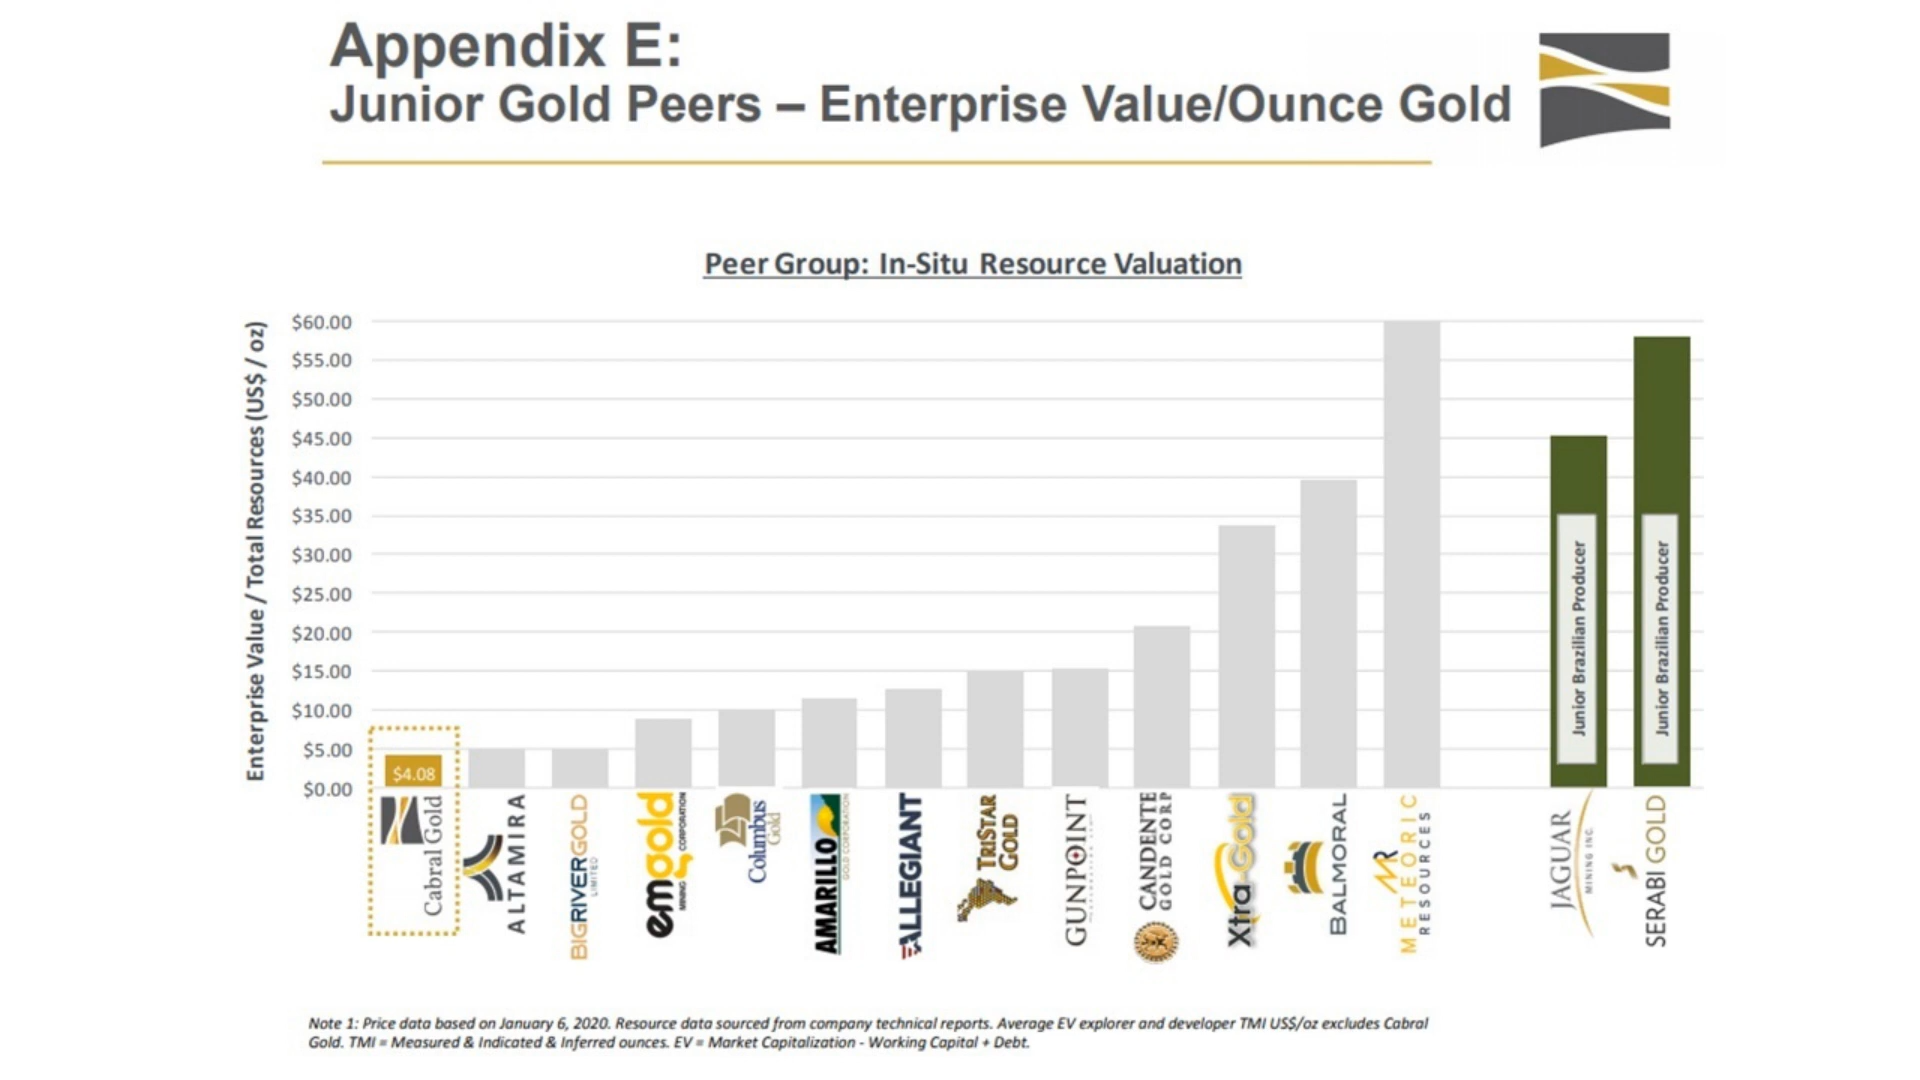 Appendix E:
Junior Gold Peers – Enterprise Value/Ounce Gold
Peer Group: In-Situ Resource Valuation
Enterprise Value / Total Resources (US$ / oz)
$60.00
$55.00
$50.00
$45.00
$40.00
$35.00
$30.00
$25.00
$20.00
$15.00
$10.00
$5.00
$0.00
$4.08
Junior Brazilian Producer
Junior Brazilian Producer
Cabral Gold
ALTAMIRA
BIGRIVERGOLD
LIMITED
emgold
MINING CORPORATION
Columbus
Gold
AMARILLO
GOLD CORPORATION
ALLEGIANT
TRISTAR
GOLD
GUNPOINT
CANDENTE
GOLD CORP
Xtra-Gold
BALMORAL
METEORIC
RESOURCES
JAGUAR
MINING INC.
SERABI GOLD
Note 1: Price data based on January 6, 2020. Resource data sourced from company technical reports. Average EV explorer and developer TMI US$/oz excludes Cabral
Gold. TMI = Measured & Indicated & Inferred ounces. EV = Market Capitalization - Working Capital + Debt.